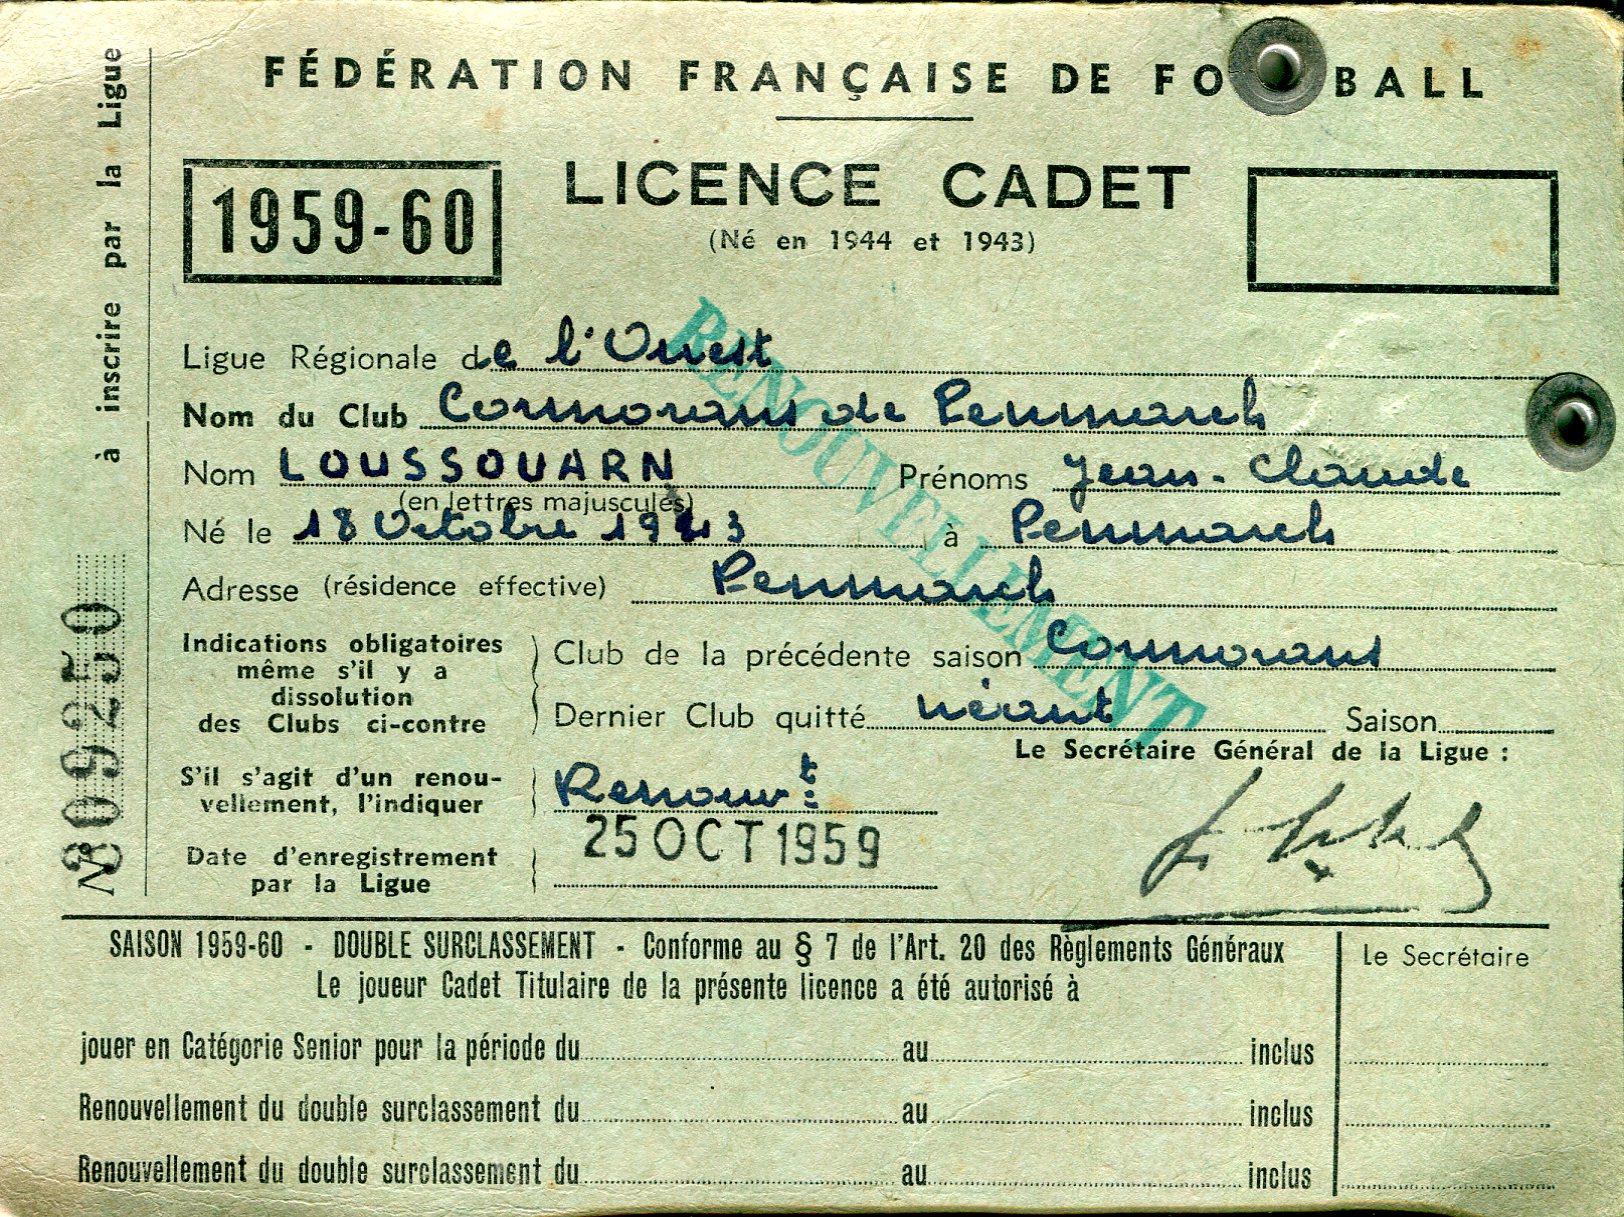 FÉDÉRATION FRANÇAISE DE FO BALL
1959-60
LICENCE CADET
(Né en 1944 et 1943)
à inscrire par la Ligue
Ligue Régionale de l'Ouest
Nom du Club Cormorans de Penmarch
Nom LOUSSOUARN Prénoms Jean-Claude
(en lettres majuscules)
Né le 18 Octobre 1943 à Penmarch
Adresse (résidence effective) Penmarch
Indications obligatoires
même s'il y a
dissolution
des Clubs ci-contre
Club de la précédente saison Cormorans
Dernier Club quitté néant Saison
Le Secrétaire Général de la Ligue :
S'il s'agit d'un renou-
vellement, l'indiquer
Renouvt:
Date d'enregistrement
par la Ligue
25 OCT 1959
RENOUVELLEMENT
SAISON 1959-60 - DOUBLE SURCLASSEMENT - Conforme au § 7 de l'Art. 20 des Règlements Généraux
Le joueur Cadet Titulaire de la présente licence a été autorisé à
Le Secrétaire
jouer en Catégorie Senior pour la période du au inclus
Renouvellement du double surclassement du au inclus
Renouvellement du double surclassement du au inclus